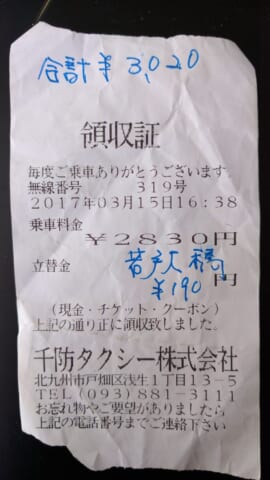 合計¥3,020
領収証
毎度ご乗車ありがとうございます。
無線番号 319号
2017年03月15日16:38
乗車料金
¥2830円
立替金 若戸大橋
¥190 円
(現金・チケット・クーポン)
上記の通り正に領収致しました。
千防タクシー株式会社
北九州市戸畑区浅生1丁目13-5
TEL(093)881-3111
お忘れ物やご要望がありましたら
上記の電話番号までご連絡下さい